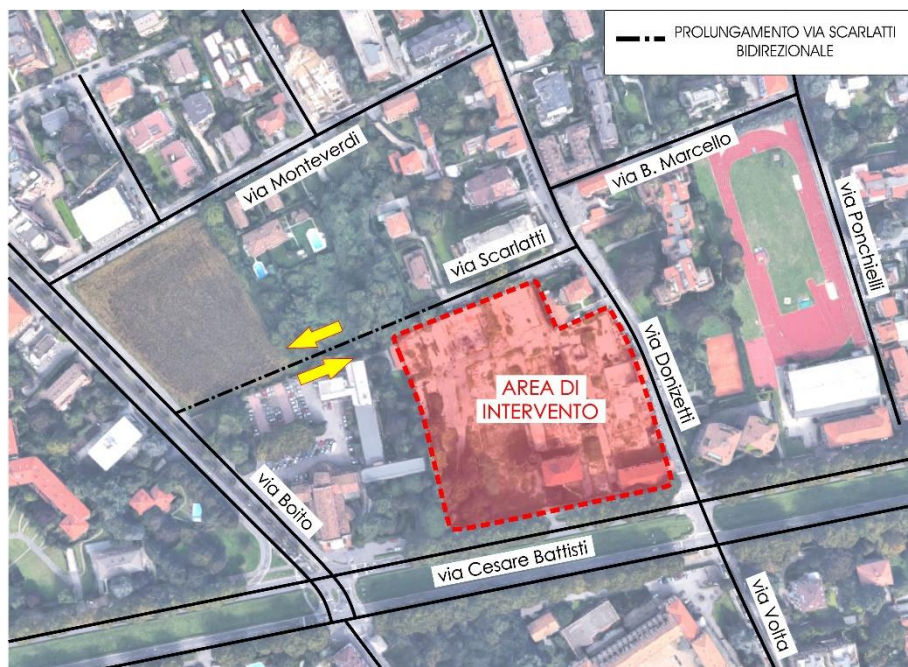 PROLUNGAMENTO VIA SCARLATTI
BIDIREZIONALE
via Monteverdi
via B. Marcello
via Ponchielli
via Scarlatti
via Donizetti
AREA DI
INTERVENTO
via Boito
via Cesare Battisti
via Volta